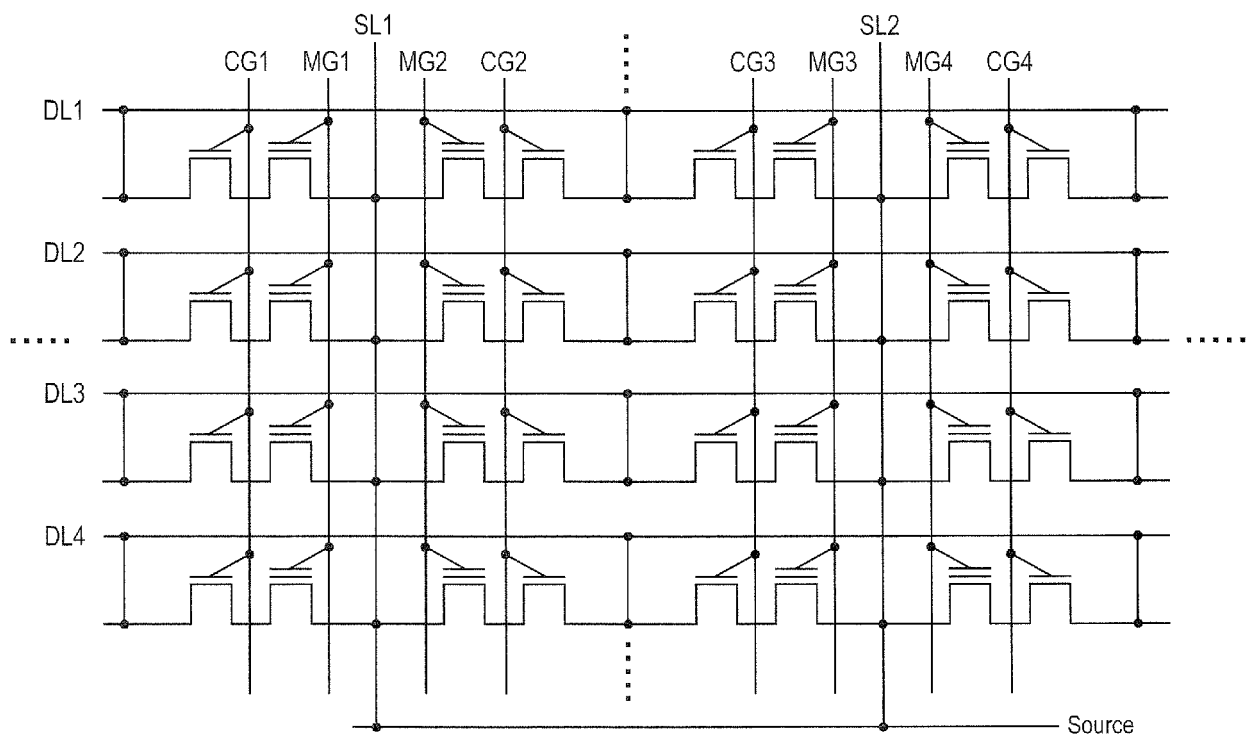 SL1 SL2
CG1 MG1 MG2 CG2 CG3 MG3 MG4 CG4
DL1
DL2
DL3
DL4
Source